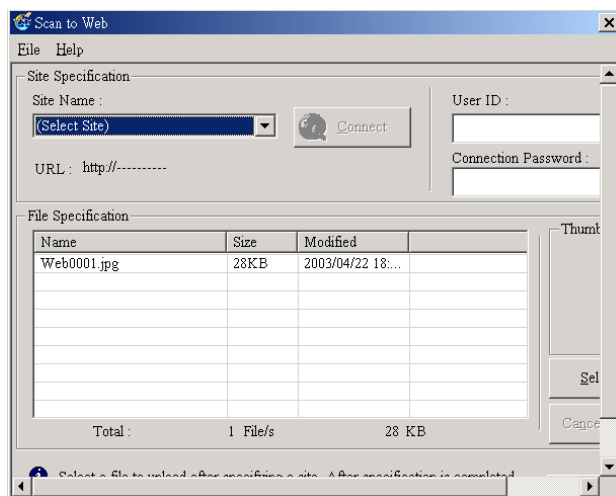 Scan to Web
File Help
Site Specification
Site Name :
(Select Site)
Connect
URL : http://----------
User ID :
Connection Password :
File Specification
Name Size Modified
Web0001.jpg 28KB 2003/04/22 18:...
Total : 1 File/s 28 KB
Thumb
Sel
Cance
Select a file to upload after specifying a site. After specification is completed